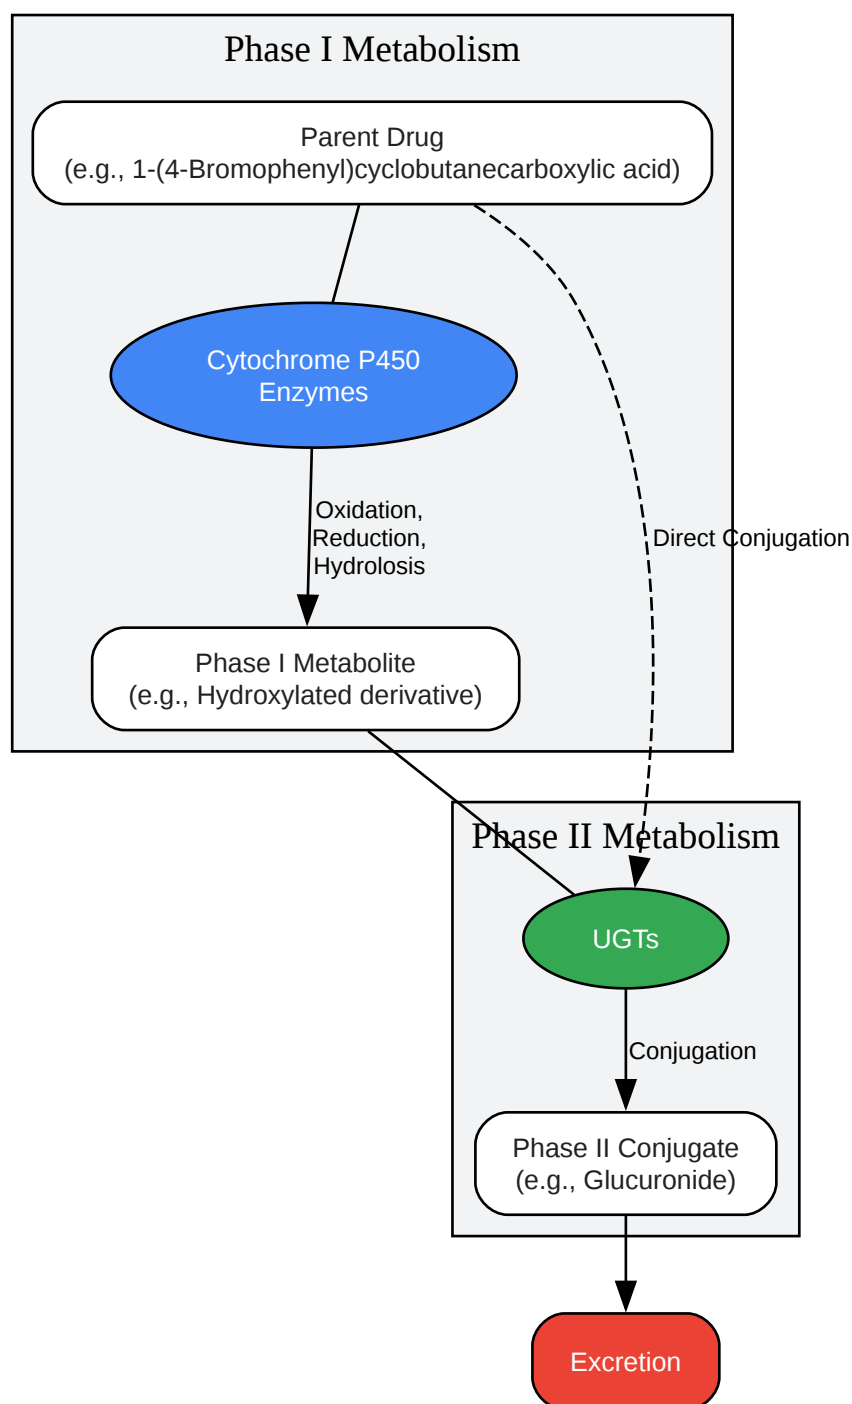 Phase I Metabolism
Parent Drug
(e.g., 1-(4-Bromophenyl)cyclobutanecarboxylic acid)
Cytochrome P450
Enzymes
Oxidation,
Reduction,
Hydrolosis
Direct Conjugation
Phase I Metabolite
(e.g., Hydroxylated derivative)
Phase II Metabolism
UGTs
Conjugation
Phase II Conjugate
(e.g., Glucuronide)
Excretion